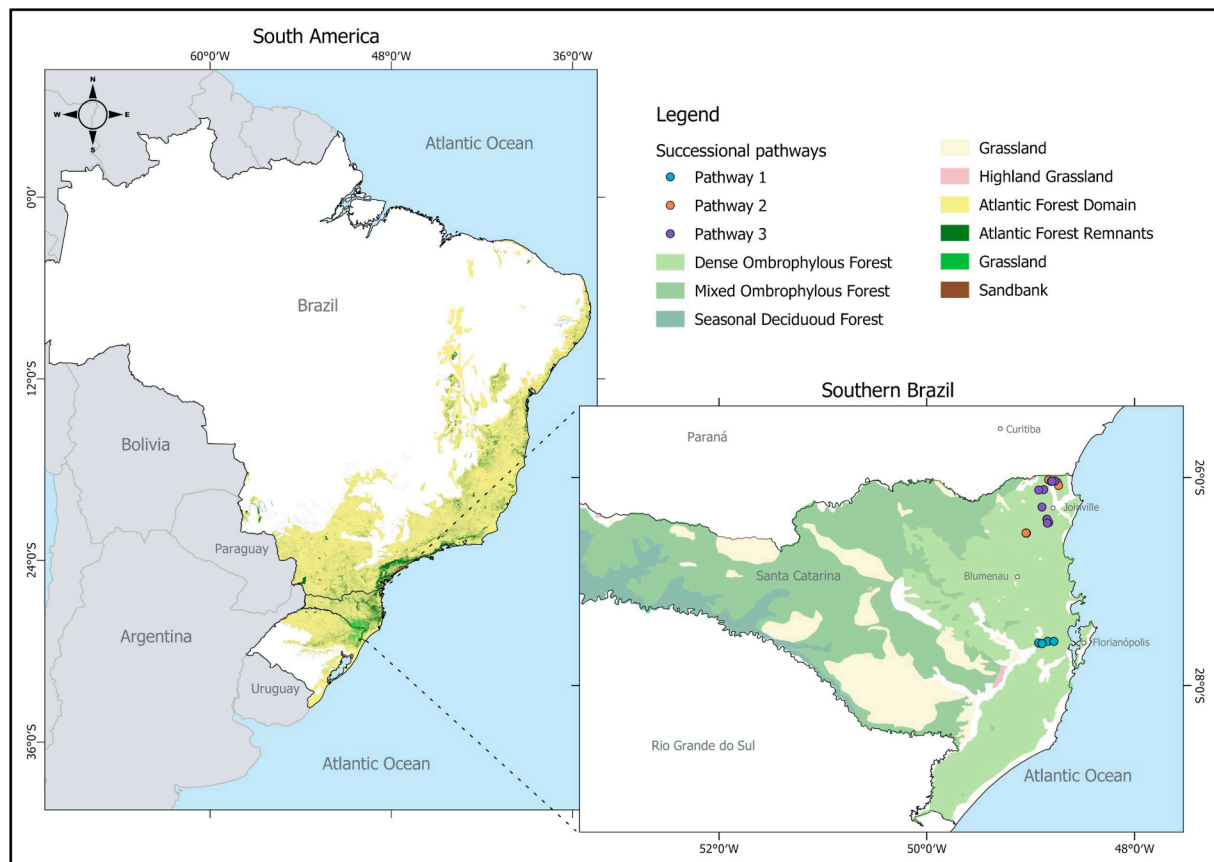 South America
60°0'W
48°0'W
36°0'W
N
W
E
S
0°0'
12°0'S
24°0'S
36°0'S
Atlantic Ocean
Brazil
Bolivia
Paraguay
Argentina
Uruguay
Atlantic Ocean
Legend
Successional pathways
Pathway 1
Pathway 2
Pathway 3
Dense Ombrophylous Forest
Mixed Ombrophylous Forest
Seasonal Deciduoud Forest
Grassland
Highland Grassland
Atlantic Forest Domain
Atlantic Forest Remnants
Grassland
Sandbank
Southern Brazil
Paraná
Curitiba
26°0'S
Joinville
Santa Catarina
Blumenau
Florianópolis
28°0'S
Rio Grande do Sul
Atlantic Ocean
52°0'W
50°0'W
48°0'W